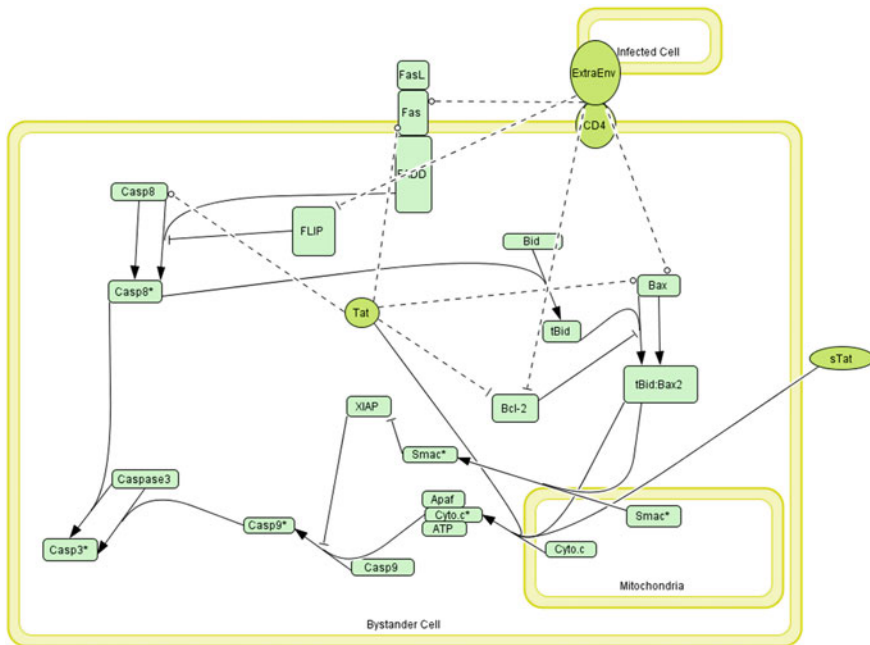 Infected Cell
ExtraEnv
FasL
Fas
CD4
FADD
Casp8
FLIP
Bid
Casp8*
Bax
Tat
tBid
sTat
tBid:Bax2
XIAP
Bcl-2
Smac*
Caspase3
Apaf
Cyto.c*
ATP
Smac*
Casp9*
Casp3*
Cyto.c
Casp9
Mitochondria
Bystander Cell